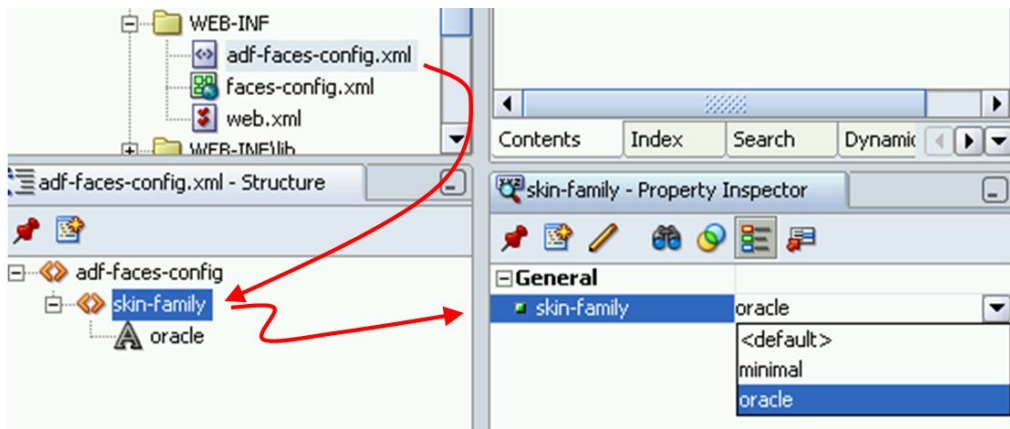 WEB-INF
adf-faces-config.xml
faces-config.xml
web.xml
WEB-INF\lib
Contents Index Search Dynamic
adf-faces-config.xml - Structure
adf-faces-config
skin-family
oracle
skin-family - Property Inspector
General
skin-family oracle
<default>
minimal
oracle